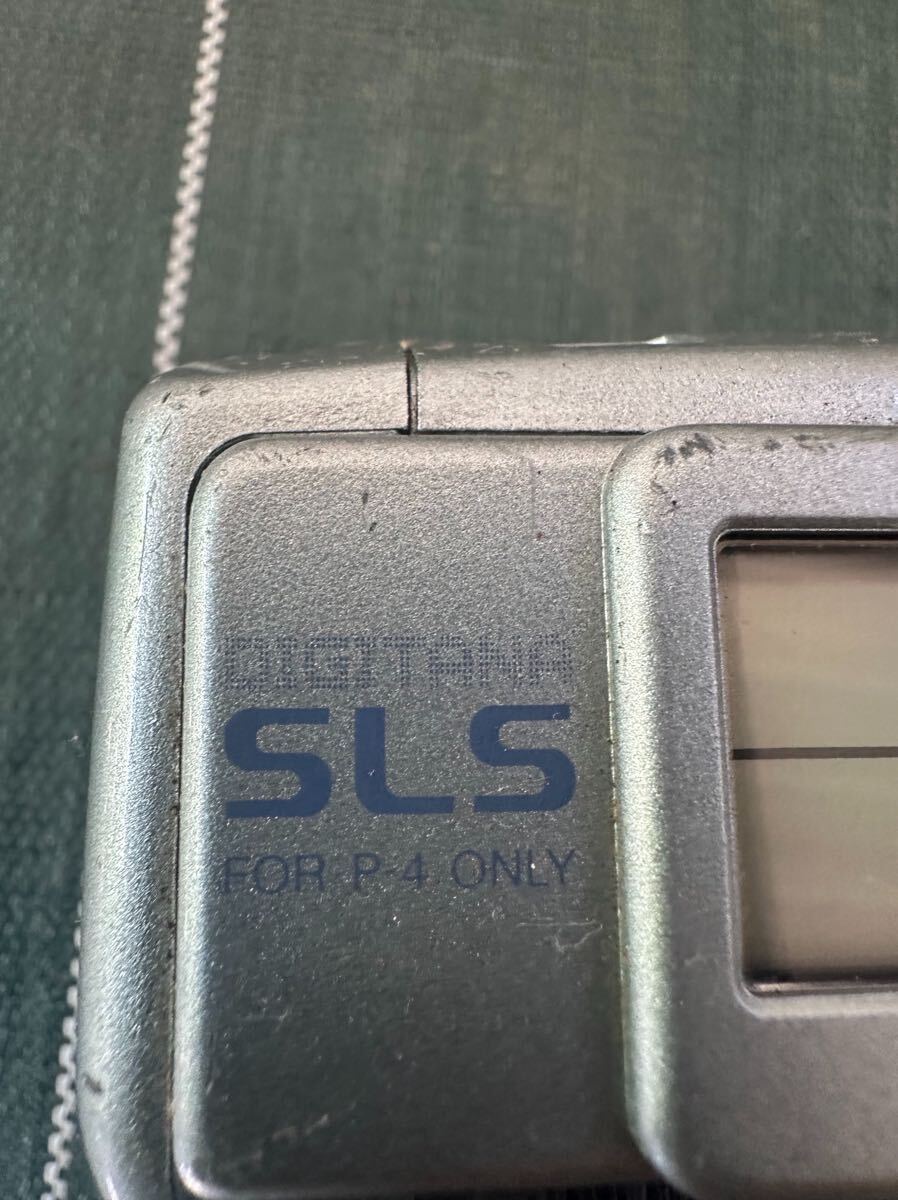 DIGITANA
SLS
FOR P-4 ONLY